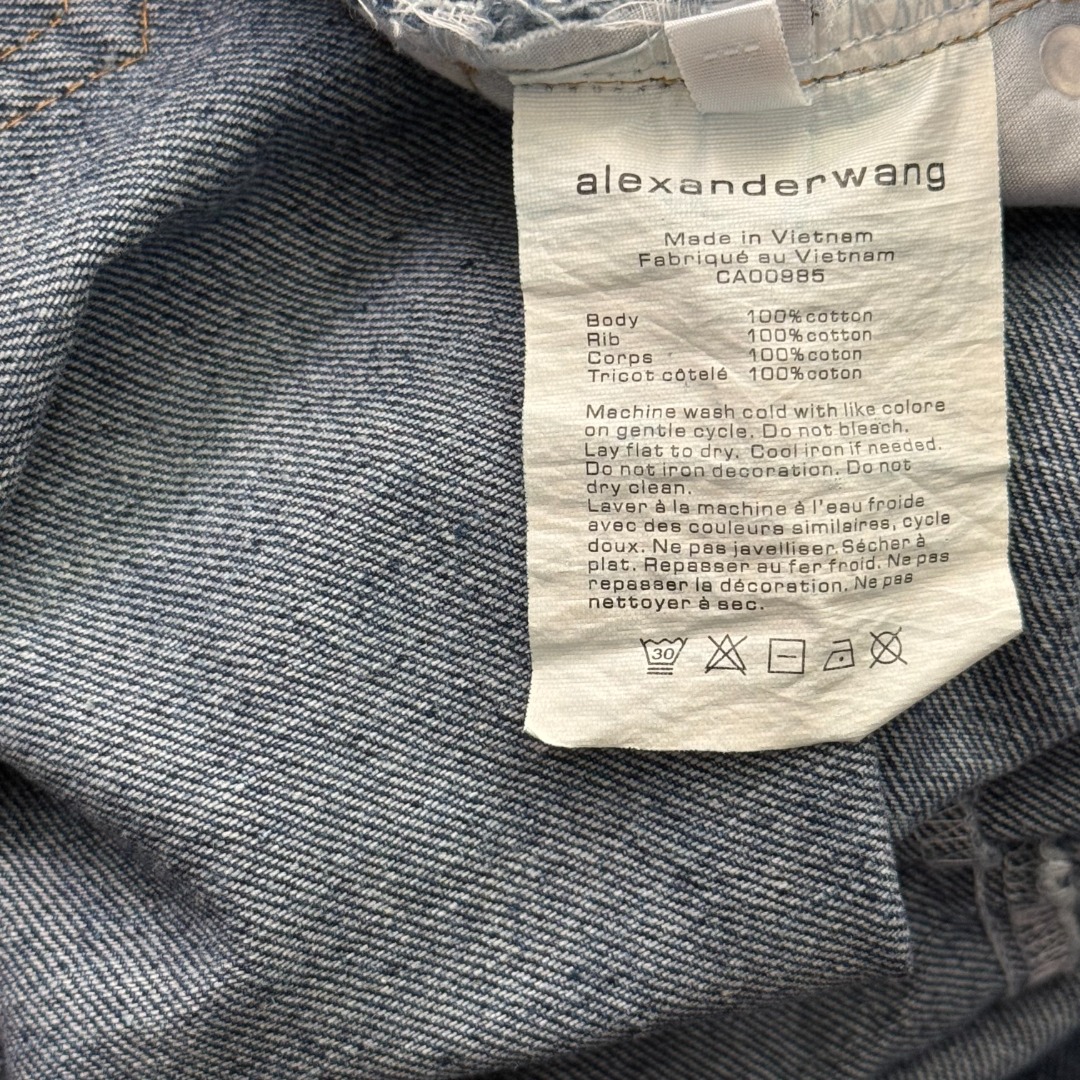 alexanderwang
Made in Vietnam
Fabriqué au Vietnam
CA00985
Body 100%cotton
Rib 100%cotton
Corps 100%coton
Tricot côtelé 100%coton
Machine wash cold with like colore
on gentle cycle. Do not bleach.
Lay flat to dry. Cool iron if needed.
Do not iron decoration. Do not
dry clean.
Laver à la machine à l'eau froide
avec des couleurs similaires, cycle
doux. Ne pas javelliser. Sécher à
plat. Repasser au fer froid. Ne pas
repasser la décoration. Ne pas
nettoyer à sec.
30